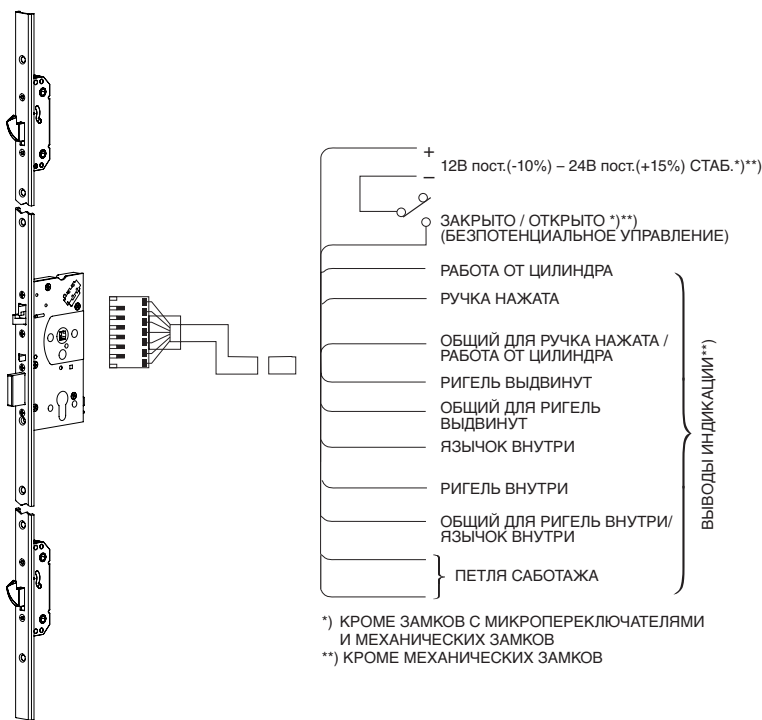 +
12В пост.(-10%) – 24В пост.(+15%) СТАБ.*)**)
–
ЗАКРЫТО / ОТКРЫТО *)**)
(БЕЗПОТЕНЦИАЛЬНОЕ УПРАВЛЕНИЕ)
РАБОТА ОТ ЦИЛИНДРА
РУЧКА НАЖАТА
ОБЩИЙ ДЛЯ РУЧКА НАЖАТА /
РАБОТА ОТ ЦИЛИНДРА
РИГЕЛЬ ВЫДВИНУТ
ОБЩИЙ ДЛЯ РИГЕЛЬ
ВЫДВИНУТ
ЯЗЫЧОК ВНУТРИ
РИГЕЛЬ ВНУТРИ
ОБЩИЙ ДЛЯ РИГЕЛЬ ВНУТРИ/
ЯЗЫЧОК ВНУТРИ
ПЕТЛЯ САБОТАЖА
ВЫВОДЫ ИНДИКАЦИИ**)
*) КРОМЕ ЗАМКОВ С МИКРОПЕРЕКЛЮЧАТЕЛЯМИ
И МЕХАНИЧЕСКИХ ЗАМКОВ
**) КРОМЕ МЕХАНИЧЕСКИХ ЗАМКОВ